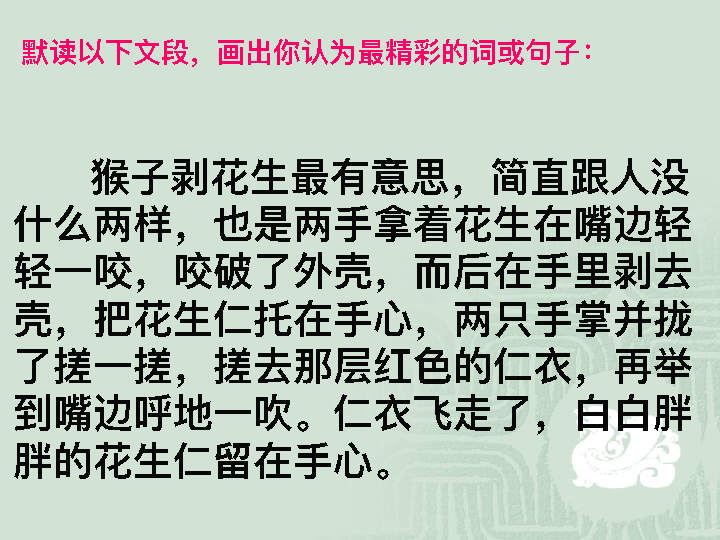 默读以下文段，画出你认为最精彩的词或句子：
猴子剥花生最有意思，简直跟人没
什么两样，也是两手拿着花生在嘴边轻
轻一咬，咬破了外壳，而后在手里剥去
壳，把花生仁托在手心，两只手掌并拢
了搓一搓，搓去那层红色的仁衣，再举
到嘴边呼地一吹。仁衣飞走了，白白胖
胖的花生仁留在手心。